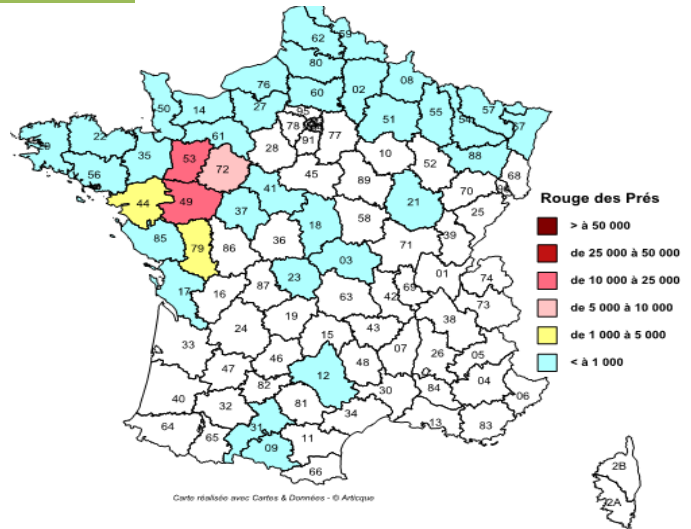 62 59
80
76 02 08
60
50 14 27 95 51 55 54 57 67
61 78 77
29 22 91
35 53 28 10 88
56 72 45 52 68
41 89 70 90
44 49 37 18 58 21 25
85 79 86 36 71 39
03
17 23 01 74
16 87 63 42 69 73
19 38
24 15 43
33 46 48 07 26 05
47 12
82 30 84 04 06
40 32 81 34
64 31 13 83
65 09 11
66
2B
2A
Rouge des Prés
> à 50 000
de 25 000 à 50 000
de 10 000 à 25 000
de 5 000 à 10 000
de 1 000 à 5 000
< à 1 000
Carte réalisée avec Cartes & Données - © Articque